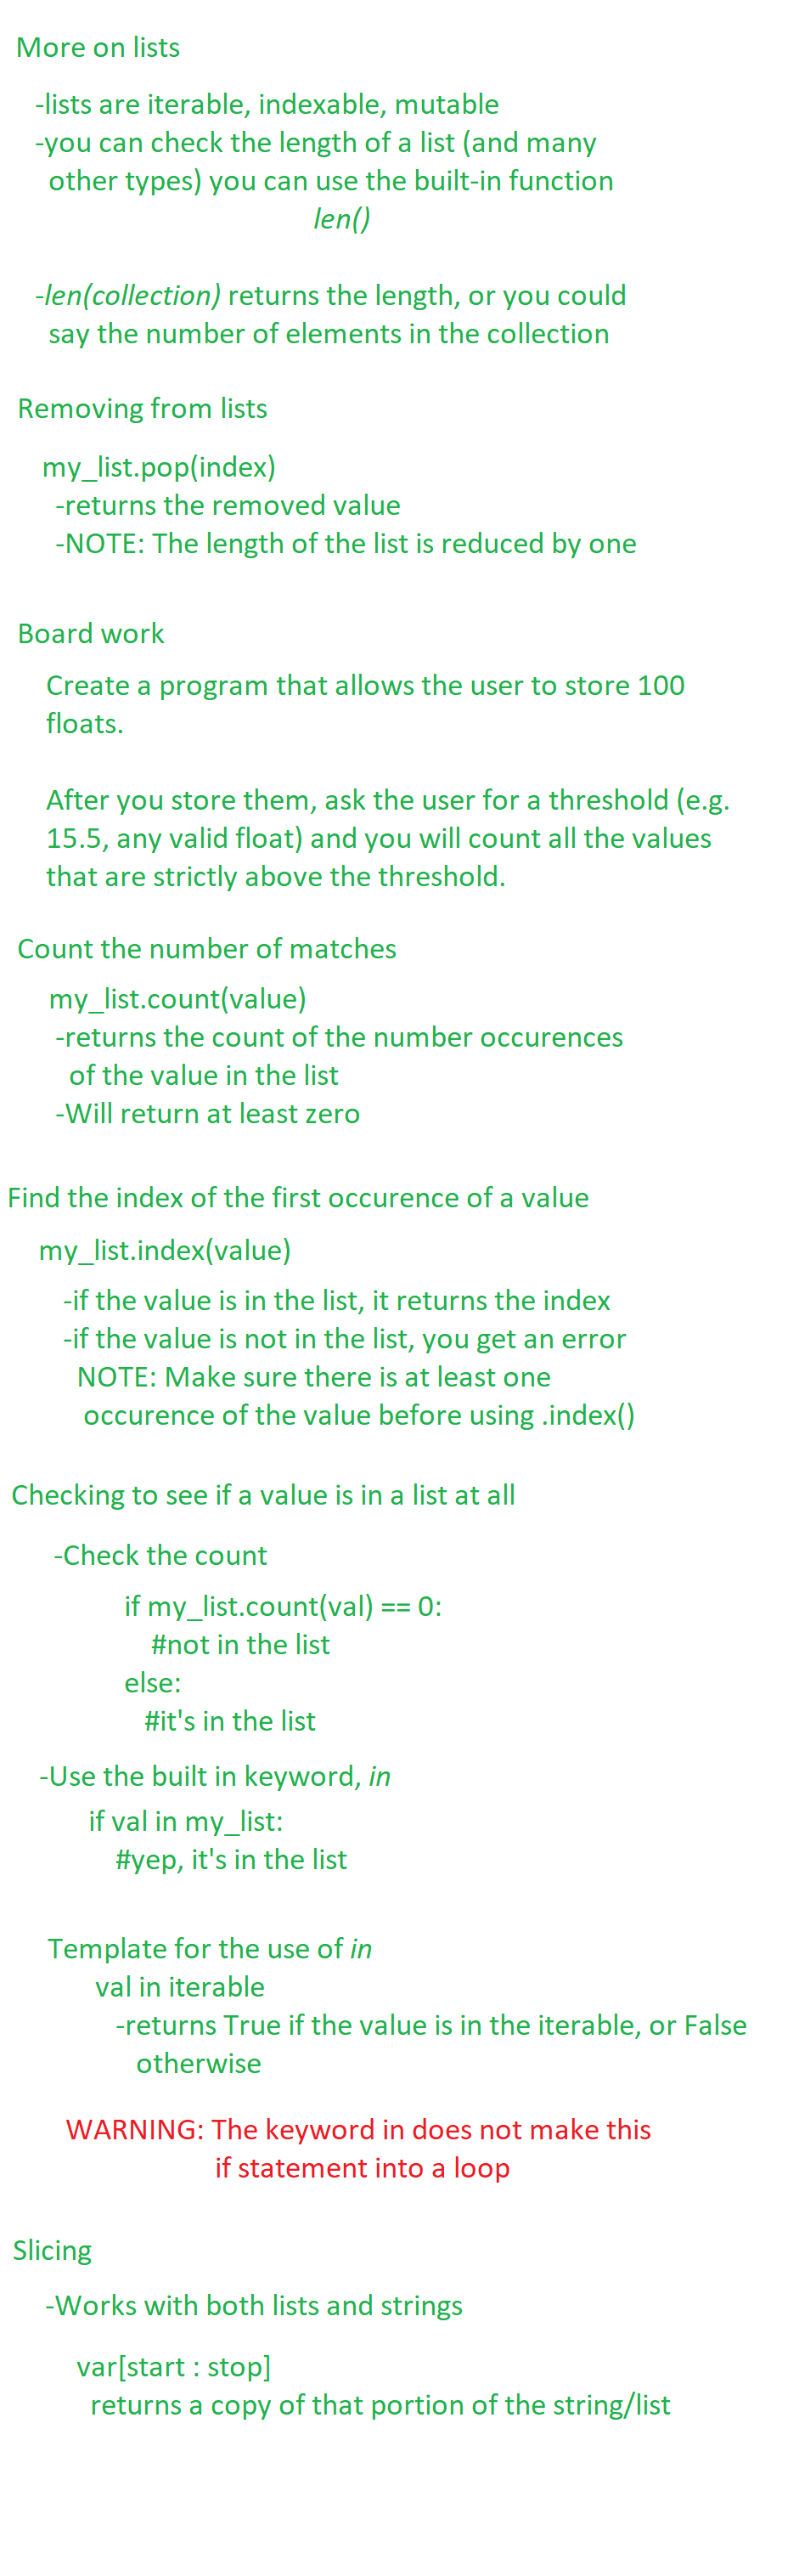 More on lists
-lists are iterable, indexable, mutable
-you can check the length of a list (and many
other types) you can use the built-in function
len()
-len(collection) returns the length, or you could
say the number of elements in the collection
Removing from lists
my_list.pop(index)
-returns the removed value
-NOTE: The length of the list is reduced by one
Board work
Create a program that allows the user to store 100
floats.
After you store them, ask the user for a threshold (e.g.
15.5, any valid float) and you will count all the values
that are strictly above the threshold.
Count the number of matches
my_list.count(value)
-returns the count of the number occurences
of the value in the list
-Will return at least zero
Find the index of the first occurence of a value
my_list.index(value)
-if the value is in the list, it returns the index
-if the value is not in the list, you get an error
NOTE: Make sure there is at least one
occurence of the value before using .index()
Checking to see if a value is in a list at all
-Check the count
if my_list.count(val) == 0:
#not in the list
else:
#it's in the list
-Use the built in keyword, in
if val in my_list:
#yep, it's in the list
Template for the use of in
val in iterable
-returns True if the value is in the iterable, or False
otherwise
WARNING: The keyword in does not make this
if statement into a loop
Slicing
-Works with both lists and strings
var[start : stop]
returns a copy of that portion of the string/list